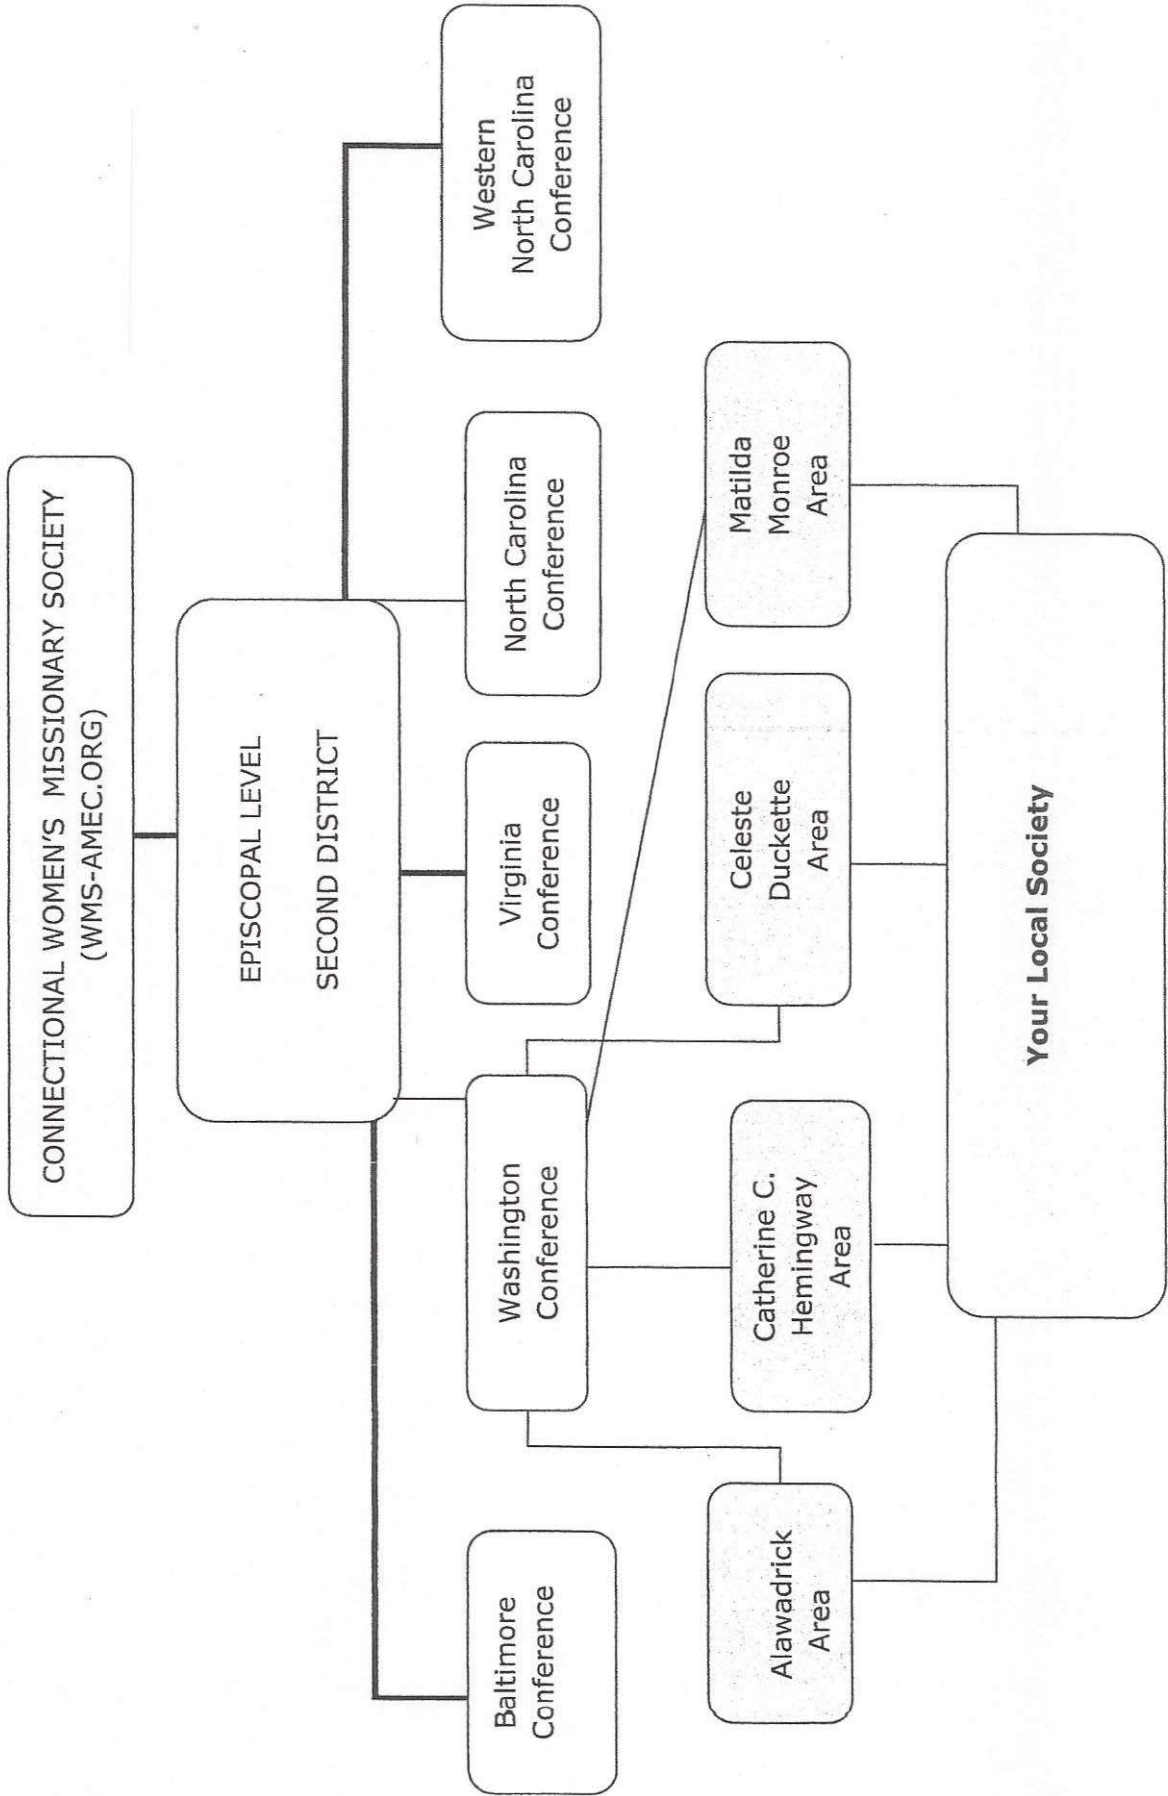 CONNECTIONAL WOMEN'S MISSIONARY SOCIETY
(WMS-AMEC.ORG)
EPISCOPAL LEVEL
SECOND DISTRICT
Baltimore
Conference
Washington
Conference
Virginia
Conference
North Carolina
Conference
Western
North Carolina
Conference
Alawadrick
Area
Catherine C.
Hemingway
Area
Celeste
Duckette
Area
Matilda
Monroe
Area
Your Local Society